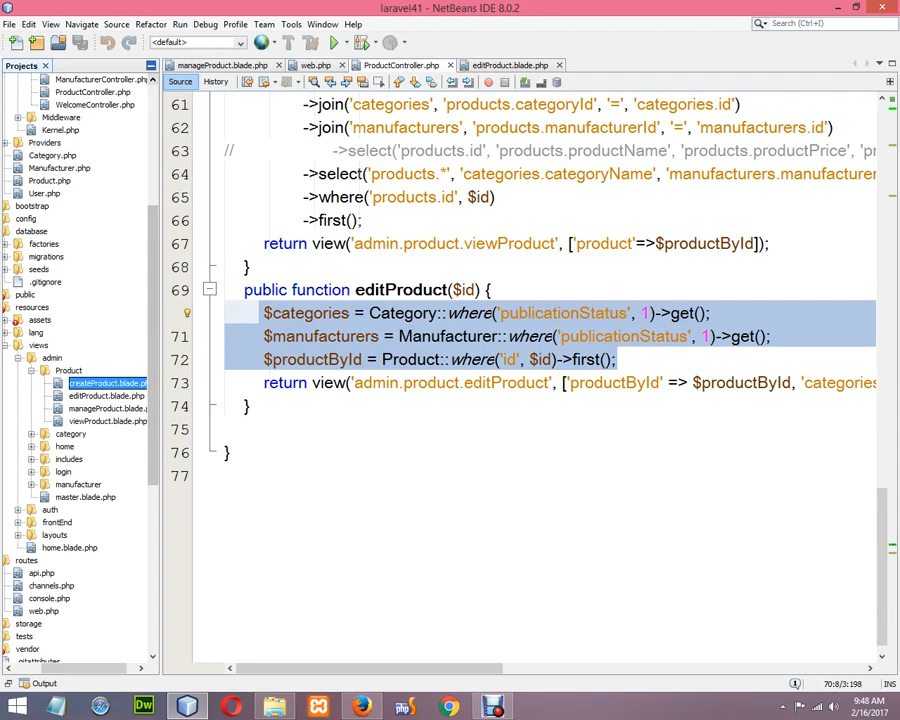 laravel41 - NetBeans IDE 8.0.2
File Edit View Navigate Source Refactor Run Debug Profile Team Tools Window Help
Search (Ctrl+I)
<default>
Projects
manageProduct.blade.php
web.php
ProductController.php
editProduct.blade.php
Source
History
ManufacturerController.php
ProductController.php
WelcomeController.php
Middleware
Kernel.php
Providers
Category.php
Manufacturer.php
Product.php
User.php
bootstrap
config
database
factories
migrations
seeds
.gitignore
public
resources
assets
lang
views
admin
Product
createProduct.blade.ph
editProduct.blade.php
manageProduct.blade.
viewProduct.blade.php
category
home
includes
login
manufacturer
master.blade.php
auth
frontEnd
layouts
home.blade.php
routes
api.php
channels.php
console.php
web.php
storage
tests
vendor
.gitattributes
61 ->join('categories', 'products.categoryId', '=', 'categories.id')
62 ->join('manufacturers', 'products.manufacturerId', '=', 'manufacturers.id')
63 // ->select('products.id', 'products.productName', 'products.productPrice', 'pr
64 ->select('products.*', 'categories.categoryName', 'manufacturers.manufacturer
65 ->where('products.id', $id)
66 ->first();
67 return view('admin.product.viewProduct', ['product'=>$productById]);
68 }
69 public function editProduct($id) {
$categories = Category::where('publicationStatus', 1)->get();
71 $manufacturers = Manufacturer::where('publicationStatus', 1)->get();
72 $productById = Product::where('id', $id)->first();
73 return view('admin.product.editProduct', ['productById' => $productById, 'categories
74 }
75
76 }
77
Output
70:8/3:198
INS
9:48 AM
2/16/2017